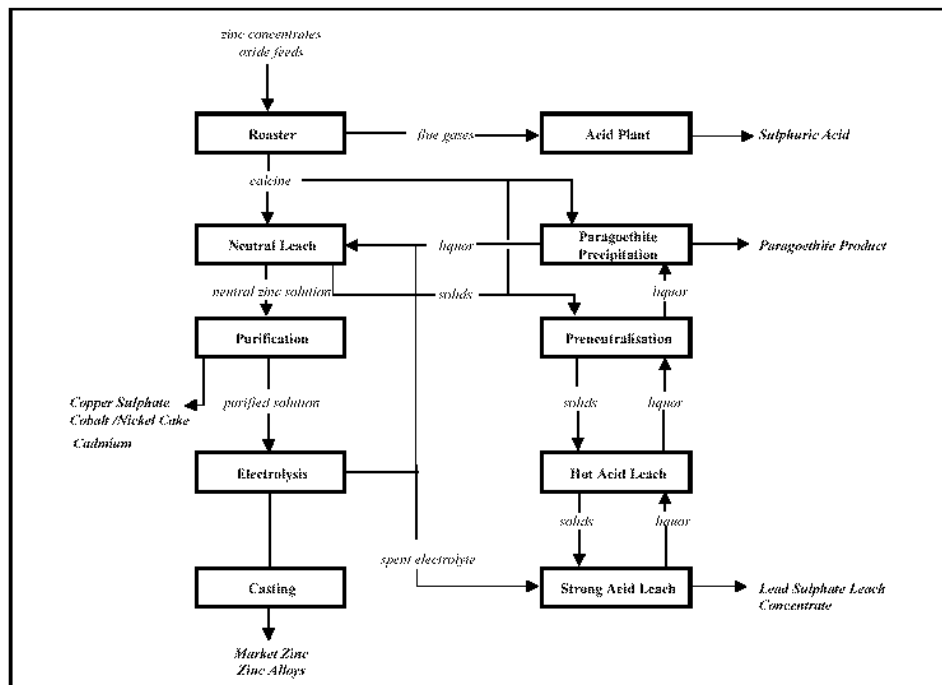 zinc concentrates
oxide feeds
Roaster
flue gases
Acid Plant
Sulphuric Acid
calcine
Neutral Leach
liquor
Paragoethite
Precipitation
Paragoethite Product
neutral zinc solution
solids
liquor
Purification
Preneutralisation
Copper Sulphate
Cobalt /Nickel Cake
Cadmium
purified solution
solids
liquor
Electrolysis
Hot Acid Leach
solids
liquor
spent electrolyte
Casting
Strong Acid Leach
Lead Sulphate Leach
Concentrate
Market Zinc
Zinc Alloys